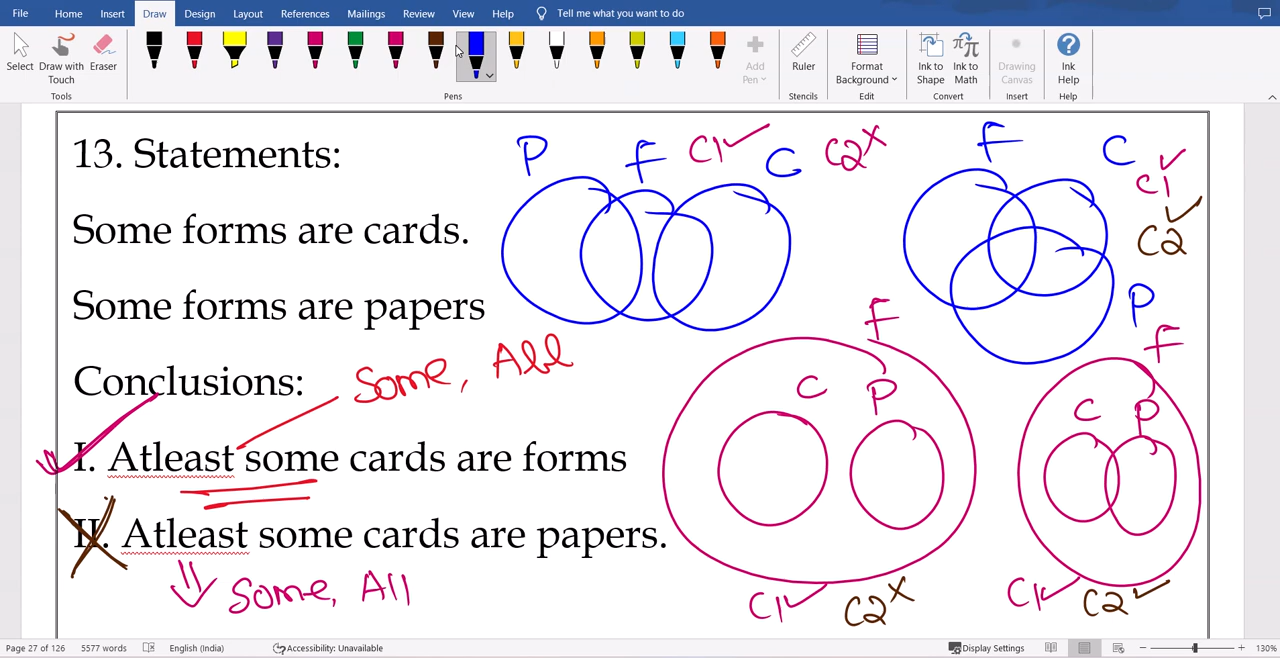 File Home Insert Draw Design Layout References Mailings Review View Help Tell me what you want to do
Select Draw with Touch Eraser Add Pen Ruler Format Background Ink to Shape Ink to Math Drawing Canvas Ink Help
Tools Pens Stencils Edit Convert Insert Help
13. Statements:
P F C1✓ C C2✗ F C
C1✓
Some forms are cards.
C2✓
Some forms are papers
P
F F
Conclusions: Some, All
C P C P
I. Atleast some cards are forms
II. Atleast some cards are papers.
Some, All
C1✓ C2✗ C1✓ C2✓
Page 27 of 126 5577 words English (India) Accessibility: Unavailable Display Settings 130%